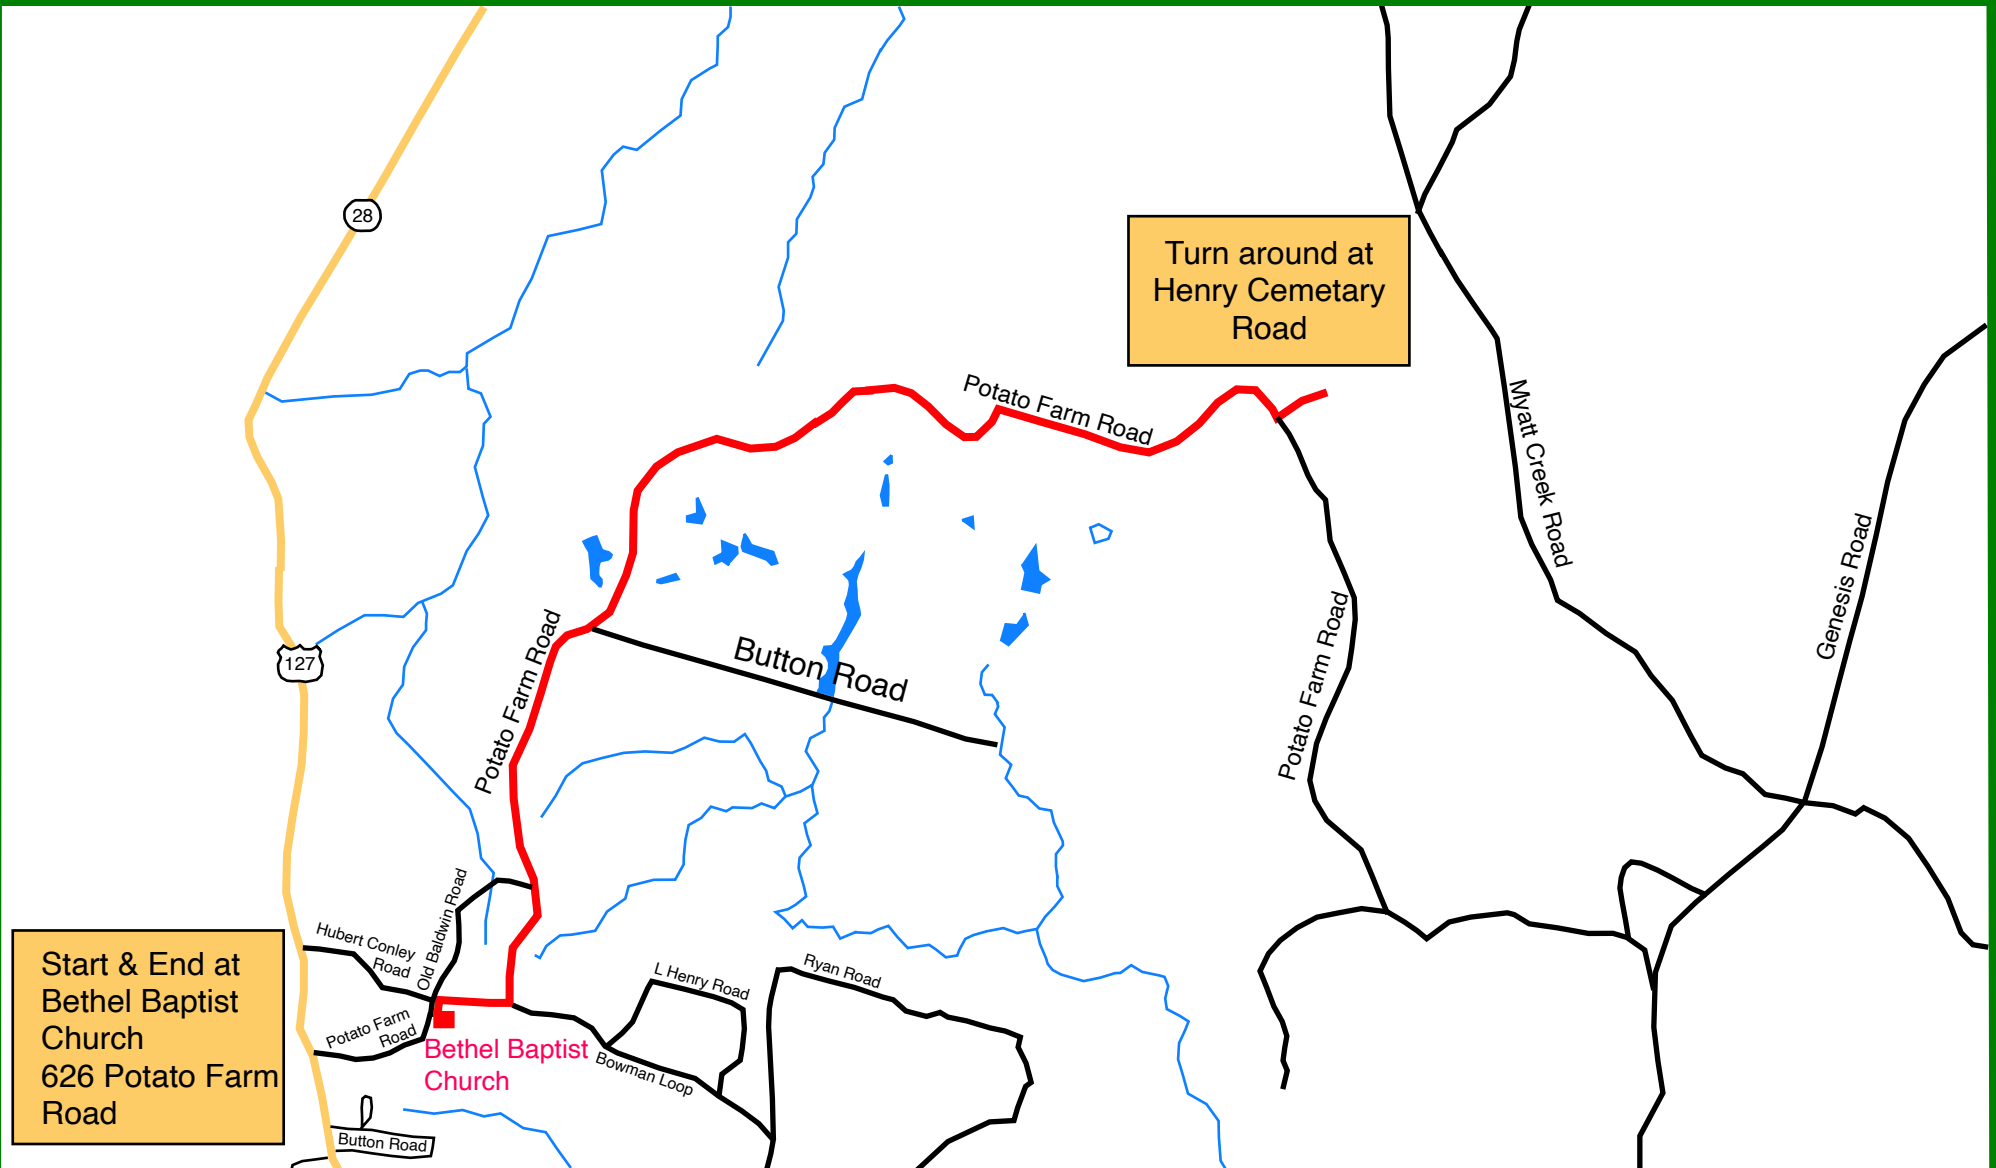 28
Turn around at
Henry Cemetary
Road
Potato Farm Road
Myatt Creek Road
Genesis Road
127
Potato Farm Road
Button Road
Potato Farm Road
Old Baldwin Road
Hubert Conley
Road
Start & End at
Bethel Baptist
Church
626 Potato Farm
Road
L Henry Road
Ryan Road
Potato Farm
Road
Bethel Baptist
Church
Bowman Loop
Button Road